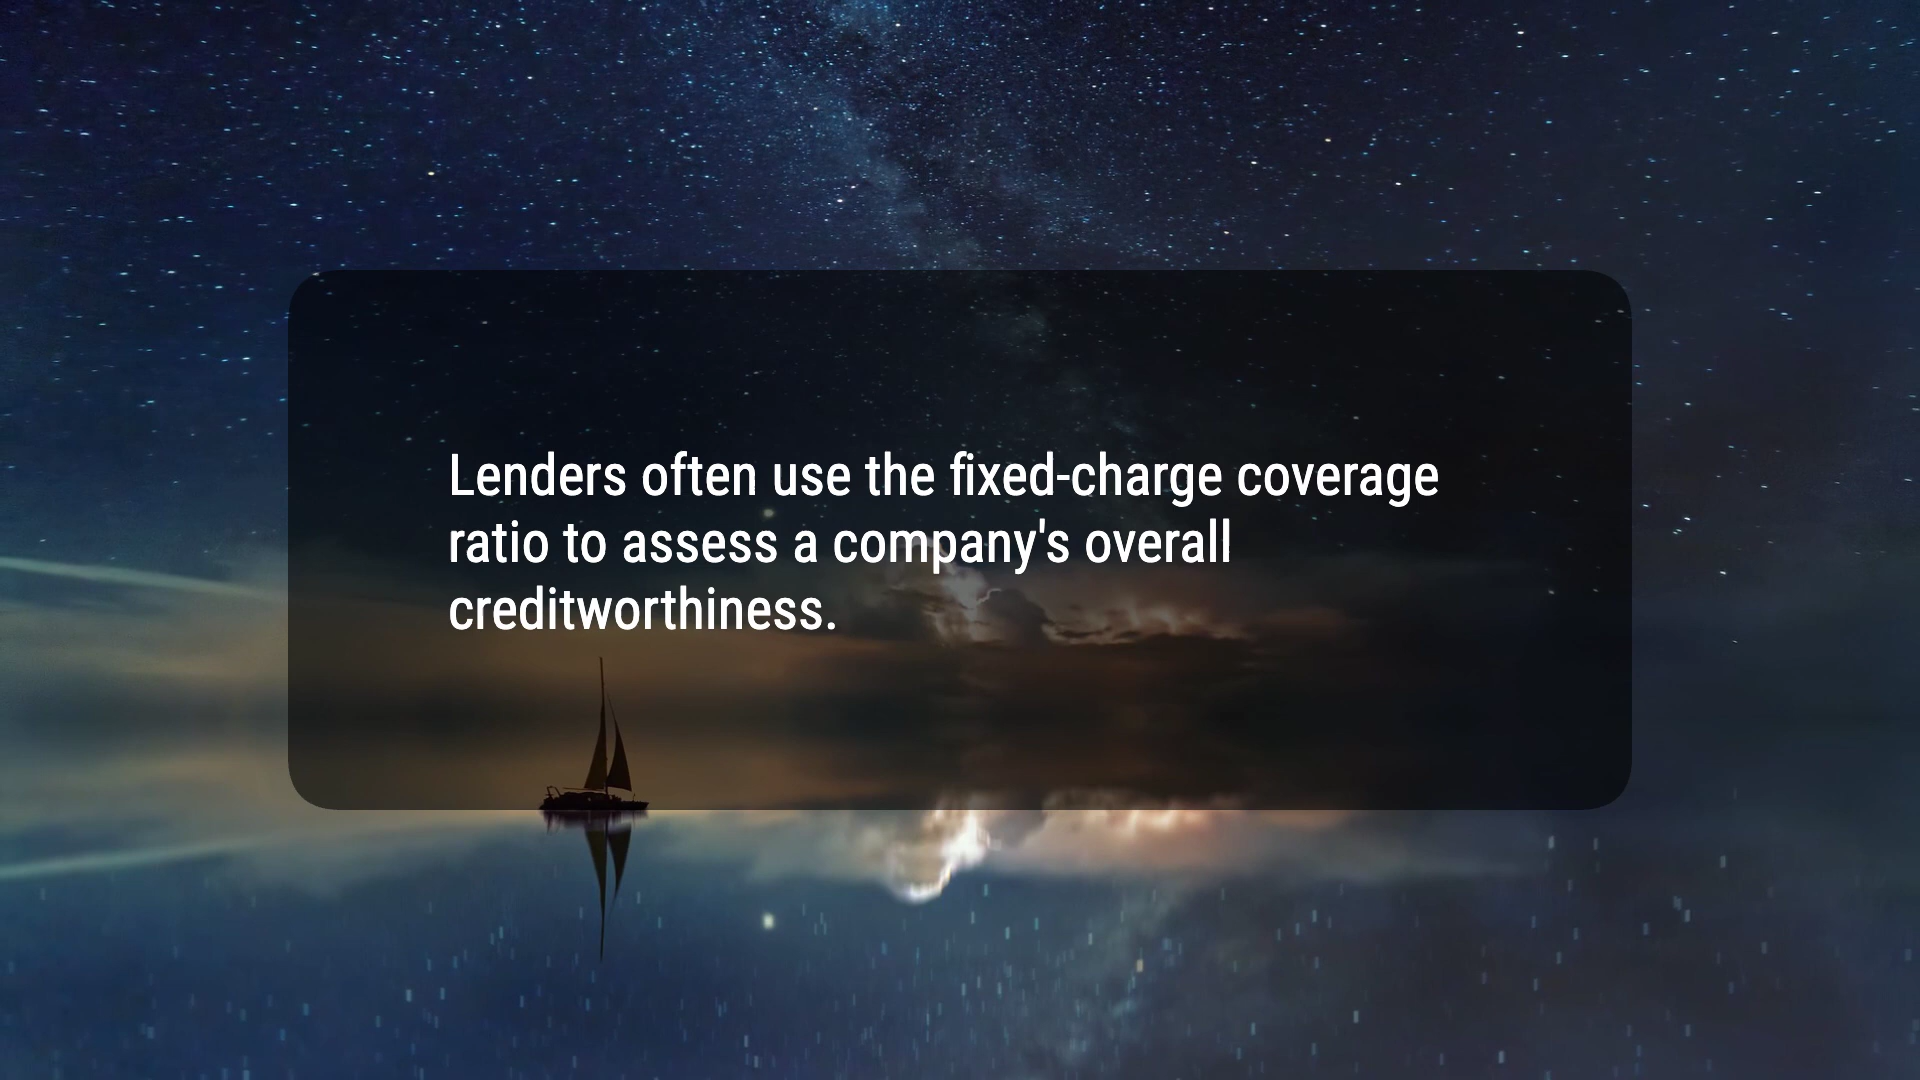 Lenders often use the fixed-charge coverage
ratio to assess a company's overall
creditworthiness.